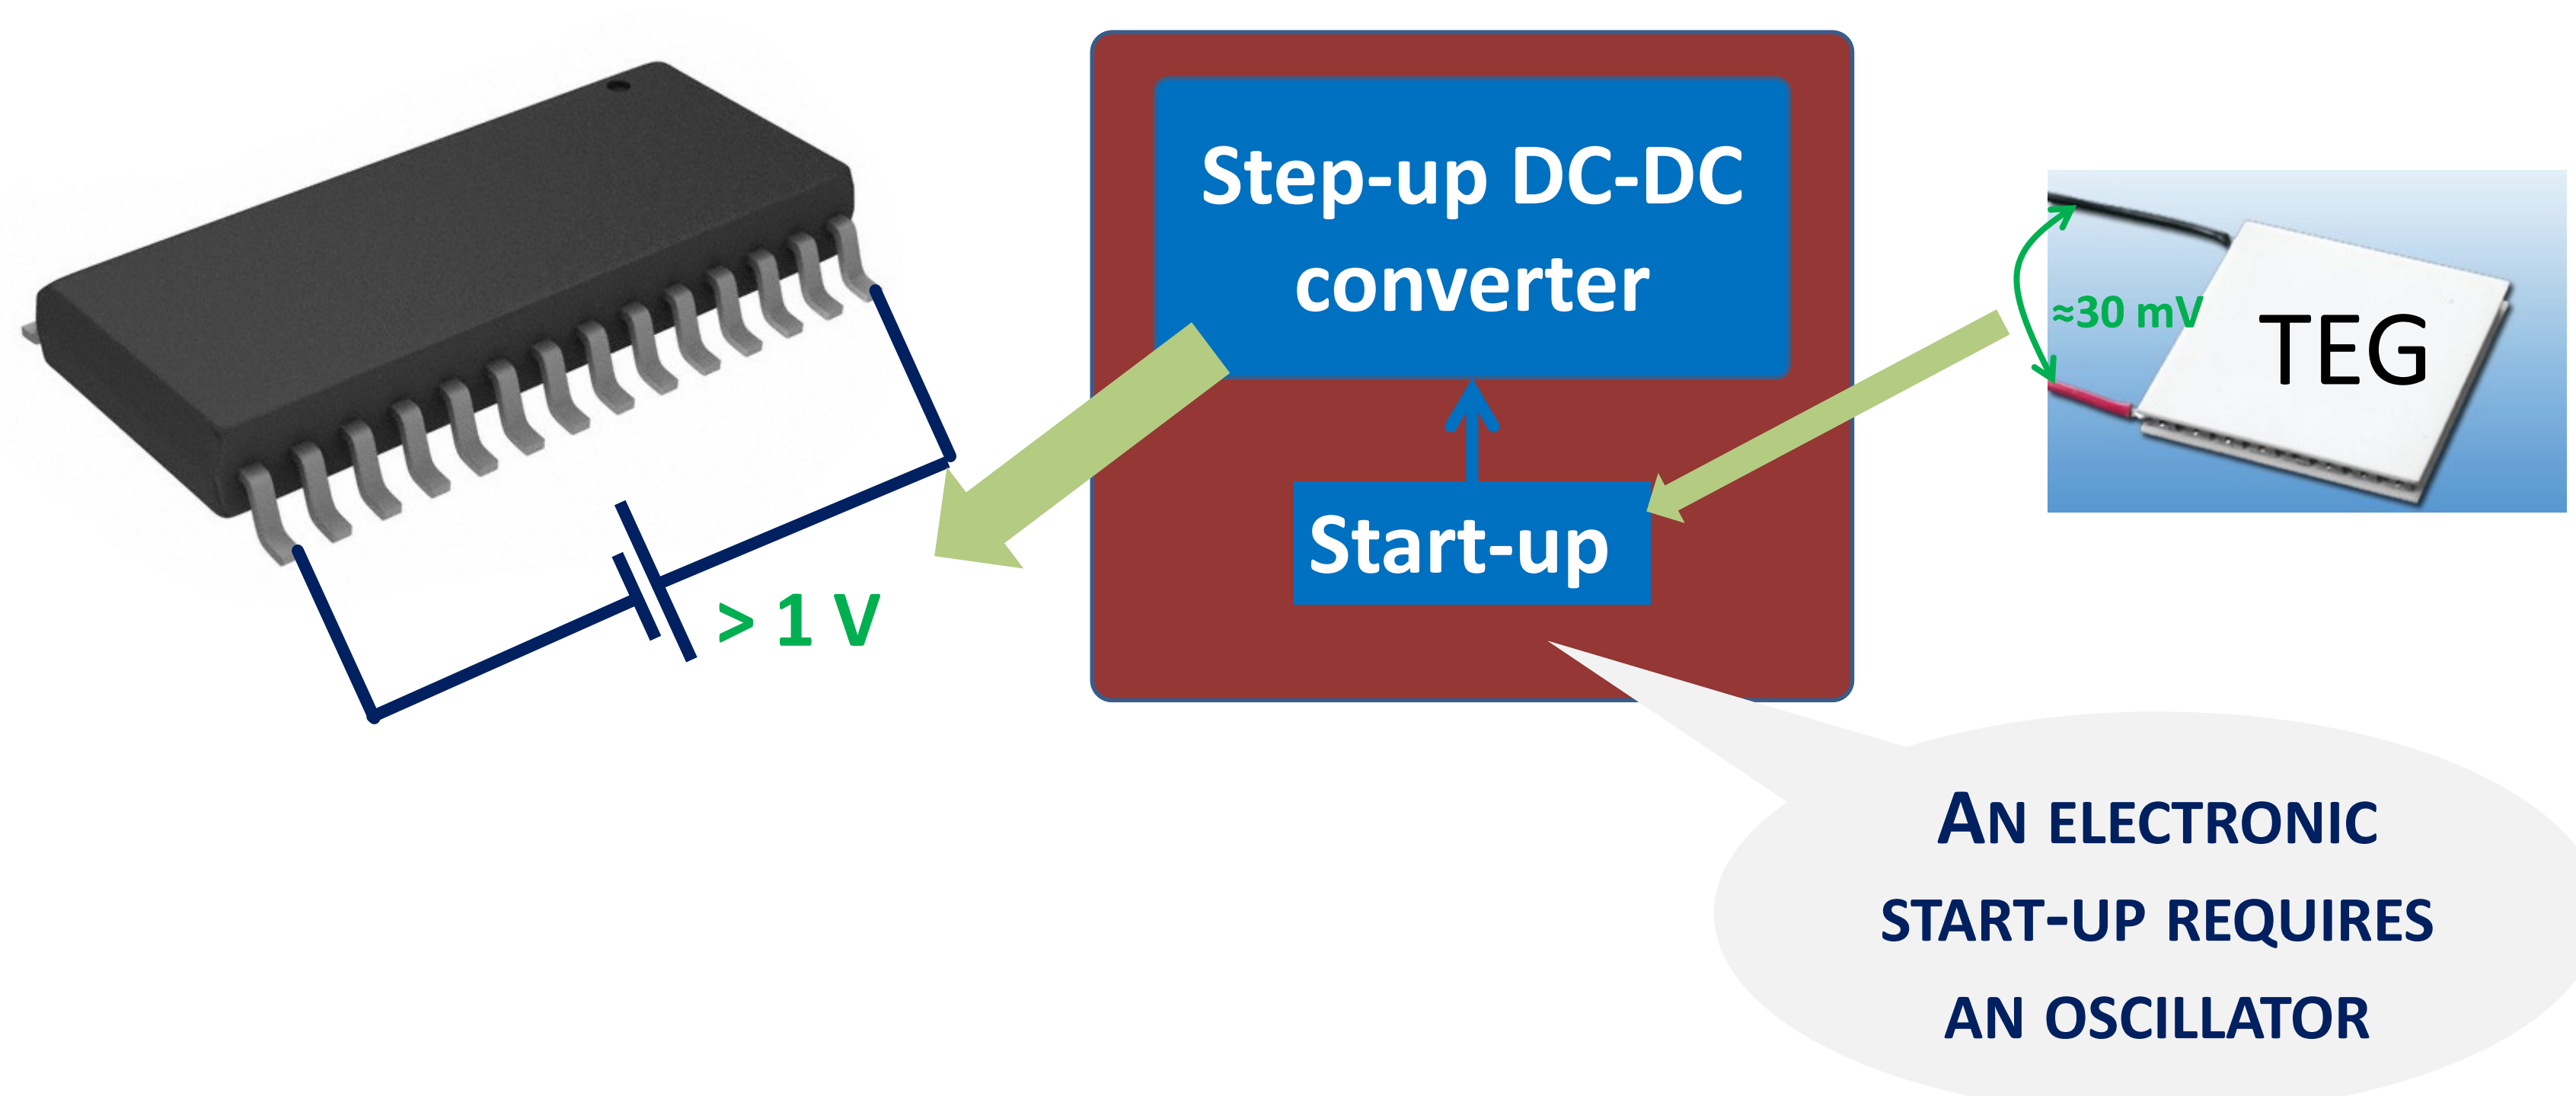 Step-up DC-DC
converter
≈30 mV
TEG
Start-up
> 1 V
AN ELECTRONIC
START-UP REQUIRES
AN OSCILLATOR